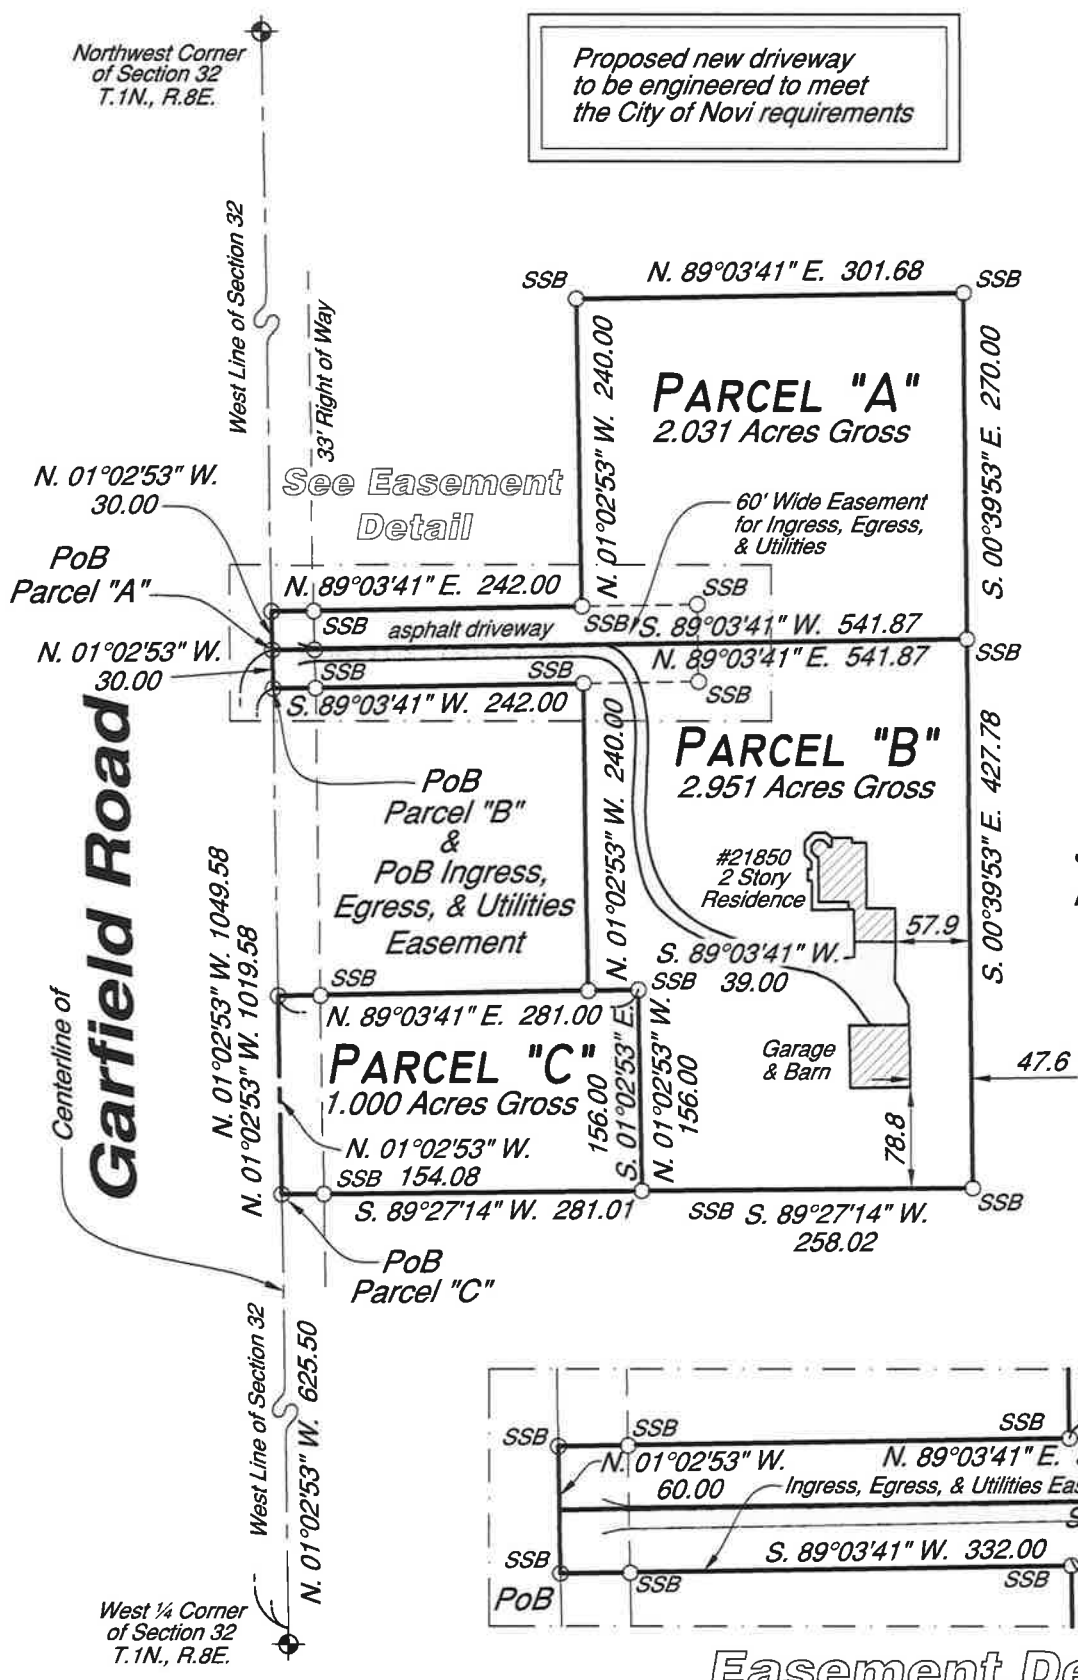 Northwest Corner
of Section 32
T.1N., R.8E.
Proposed new driveway
to be engineered to meet
the City of Novi requirements
West Line of Section 32
33' Right of Way
SSB
N. 89°03'41" E. 301.68
SSB
N. 01°02'53" W. 240.00
S. 00°39'53" E. 270.00
PARCEL "A"
2.031 Acres Gross
N. 01°02'53" W.
30.00
See Easement
Detail
60' Wide Easement
for Ingress, Egress,
& Utilities
PoB
Parcel "A"
N. 89°03'41" E. 242.00
SSB
SSB
asphalt driveway
SSB
S. 89°03'41" W. 541.87
N. 89°03'41" E. 541.87
SSB
N. 01°02'53" W.
30.00
SSB
SSB
SSB
S. 89°03'41" W. 242.00
Garfield Road
PARCEL "B"
2.951 Acres Gross
PoB
Parcel "B"
&
PoB Ingress,
Egress, & Utilities
Easement
N. 01°02'53" W. 240.00
S. 00°39'53" E. 427.78
#21850
2 Story
Residence
57.9
N. 01°02'53" W. 1049.58
N. 01°02'53" W. 1019.58
S. 89°03'41" W.
39.00
SSB
SSB
N. 89°03'41" E. 281.00
Centerline of
PARCEL "C"
1.000 Acres Gross
156.00
S. 01°02'53" E.
N. 01°02'53" W.
156.00
Garage
& Barn
47.6
78.8
N. 01°02'53" W.
154.08
SSB
S. 89°27'14" W. 281.01
SSB
S. 89°27'14" W.
258.02
SSB
PoB
Parcel "C"
West Line of Section 32
N. 01°02'53" W. 625.50
West ¼ Corner
of Section 32
T.1N., R.8E.
SSB
SSB
SSB
N. 01°02'53" W.
60.00
N. 89°03'41" E.
Ingress, Egress, & Utilities Eas
S
S. 89°03'41" W. 332.00
SSB
SSB
SSB
PoB
Easement De